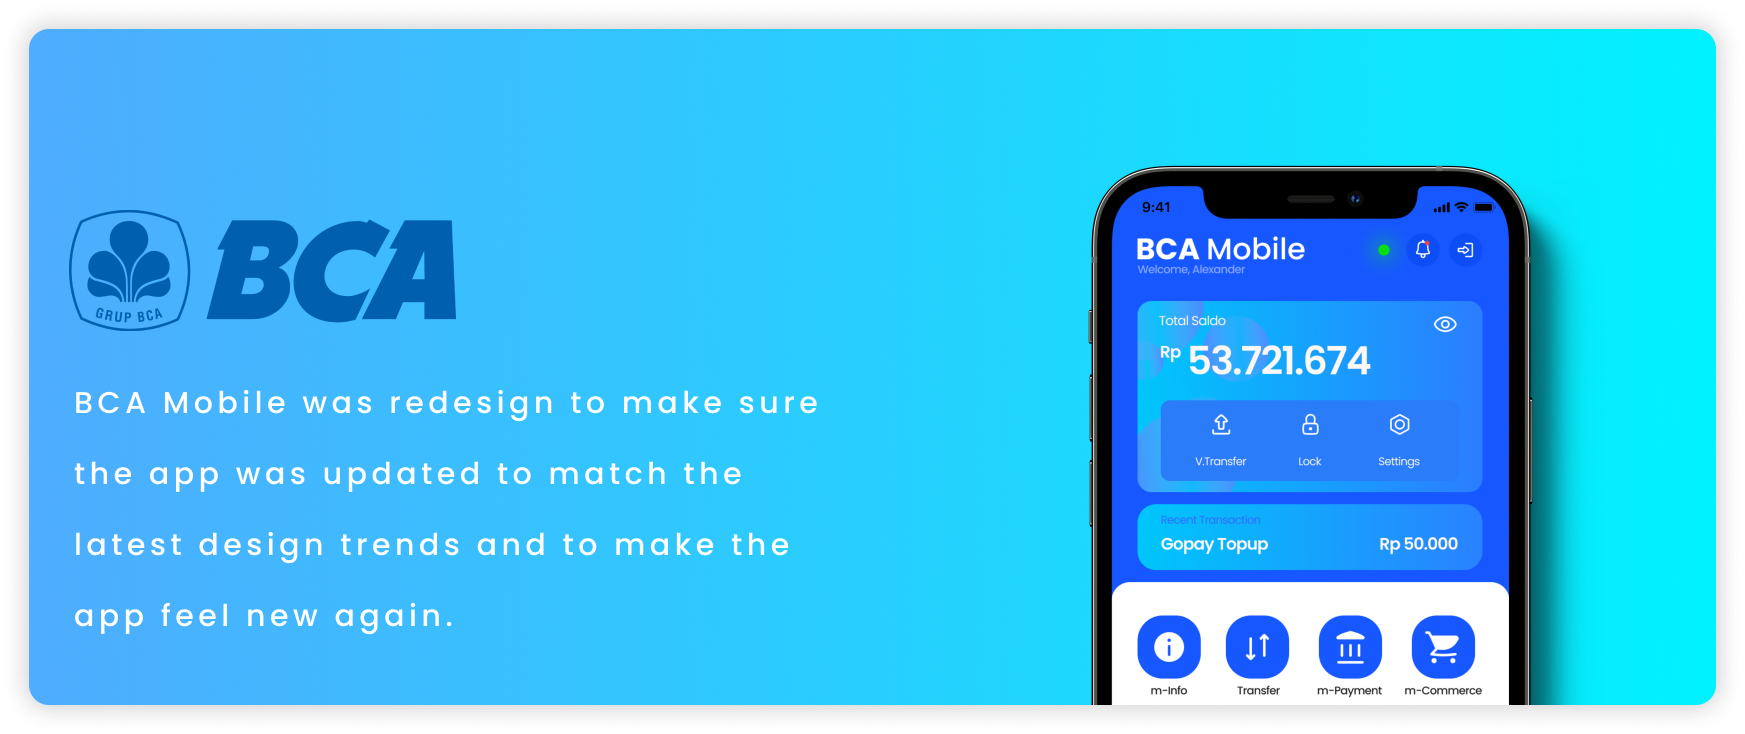 GRUP BCA
BCA
BCA Mobile was redesign to make sure
the app was updated to match the
latest design trends and to make the
app feel new again.
9:41
BCA Mobile
Welcome, Alexander
Total Saldo
Rp 53.721.674
V.Transfer Lock Settings
Recent Transaction
Gopay Topup Rp 50.000
m-Info Transfer m-Payment m-Commerce